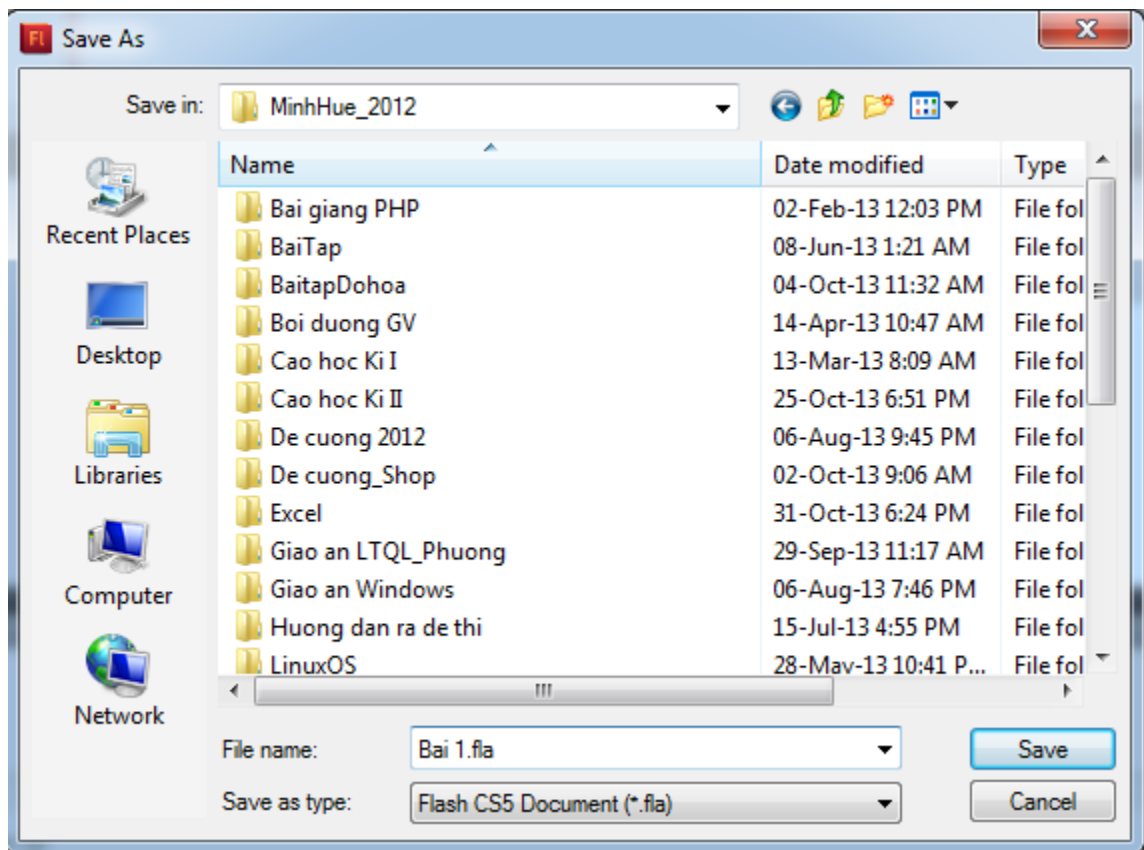 FL Save As
Save in: MinhHue_2012
Name Date modified Type
Recent Places
Desktop
Libraries
Computer
Network
Bai giang PHP 02-Feb-13 12:03 PM File fol
BaiTap 08-Jun-13 1:21 AM File fol
BaitapDohoa 04-Oct-13 11:32 AM File fol
Boi duong GV 14-Apr-13 10:47 AM File fol
Cao hoc Ki I 13-Mar-13 8:09 AM File fol
Cao hoc Ki II 25-Oct-13 6:51 PM File fol
De cuong 2012 06-Aug-13 9:45 PM File fol
De cuong_Shop 02-Oct-13 9:06 AM File fol
Excel 31-Oct-13 6:24 PM File fol
Giao an LTQL_Phuong 29-Sep-13 11:17 AM File fol
Giao an Windows 06-Aug-13 7:46 PM File fol
Huong dan ra de thi 15-Jul-13 4:55 PM File fol
LinuxOS 28-May-13 10:41 P... File fol
File name: Bai 1.fla Save
Save as type: Flash CS5 Document (*.fla) Cancel